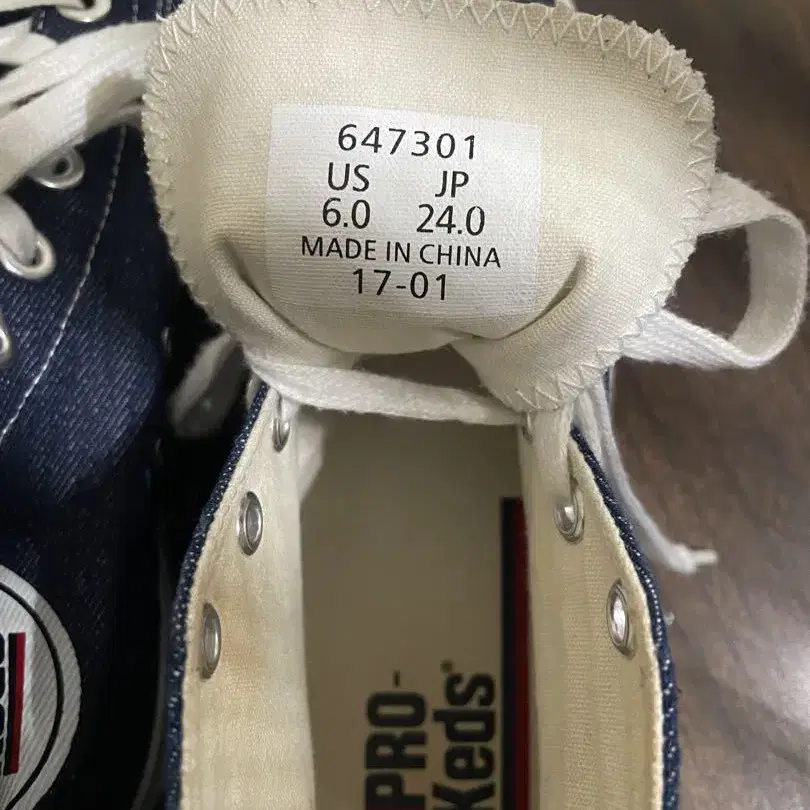 647301
US JP
6.0 24.0
MADE IN CHINA
17-01
PRO-
Keds®